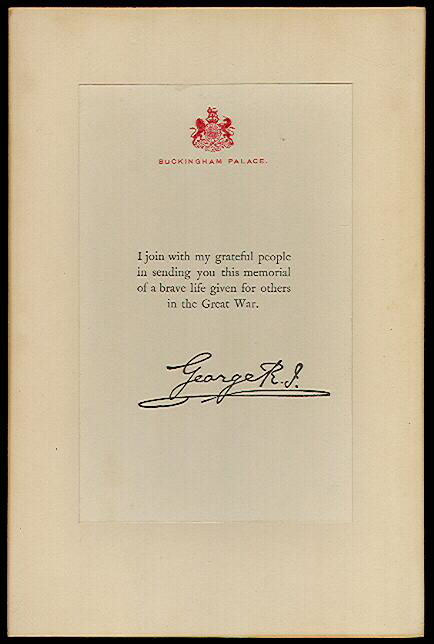 BUCKINGHAM PALACE.
I join with my grateful people
in sending you this memorial
of a brave life given for others
in the Great War.
George R.I.